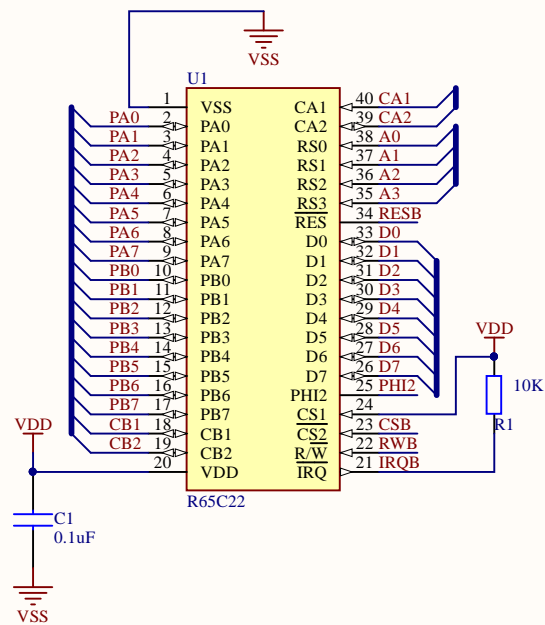 VSS
U1
1 VSS CA1 40 CA1
PA0 2 PA0 CA2 39 CA2
PA1 3 PA1 RS0 38 A0
PA2 4 PA2 RS1 37 A1
PA3 5 PA3 RS2 36 A2
PA4 6 PA4 RS3 35 A3
PA5 7 PA5 RES 34 RESB
PA6 8 PA6 D0 33 D0
PA7 9 PA7 D1 32 D1
PB0 10 PB0 D2 31 D2
PB1 11 PB1 D3 30 D3
PB2 12 PB2 D4 29 D4
PB3 13 PB3 D5 28 D5
PB4 14 PB4 D6 27 D6
PB5 15 PB5 D7 26 D7
PB6 16 PB6 PHI2 25 PHI2
PB7 17 PB7 CS1 24
CB1 18 CB1 CS2 23 CSB
CB2 19 CB2 R/W 22 RWB
20 VDD IRQ 21 IRQB
R65C22
VDD
10K
R1
VDD
C1
0.1uF
VSS